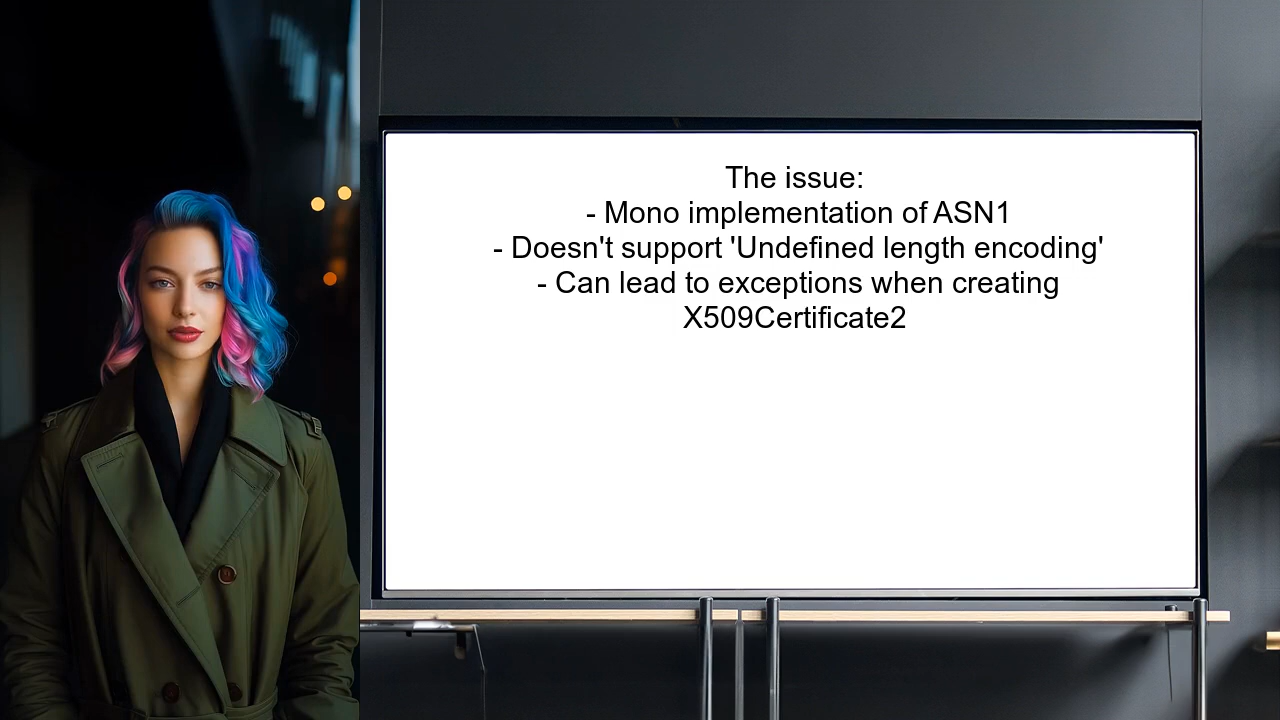 The issue:
- Mono implementation of ASN1
- Doesn't support 'Undefined length encoding'
- Can lead to exceptions when creating
X509Certificate2